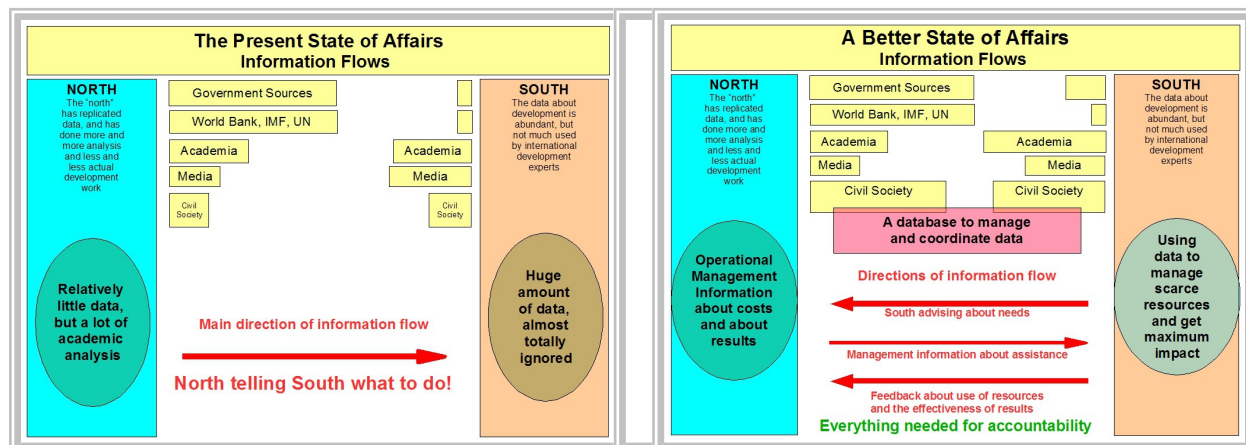 The Present State of Affairs
Information Flows
NORTH
The "north"
has replicated
data, and has
done more and
more analysis
and less and
less actual
development
work
Government Sources
World Bank, IMF, UN
Academia
Academia
Media
Media
Civil
Society
Civil
Society
SOUTH
The data about
development is
abundant, but
not much used
by international
development
experts
Relatively
little data,
but a lot of
academic
analysis
Main direction of information flow
North telling South what to do!
Huge
amount
of data,
almost
totally
ignored
A Better State of Affairs
Information Flows
NORTH
The "north"
has replicated
data, and has
done more and
more analysis
and less and
less actual
development
work
Government Sources
World Bank, IMF, UN
Academia
Academia
Media
Media
Civil Society
Civil Society
A database to manage
and coordinate data
SOUTH
The data about
development is
abundant, but
not much used
by international
development
experts
Operational
Management
Information
about costs
and about
results
Directions of information flow
South advising about needs
Management information about assistance
Feedback about use of resources
and the effectiveness of results
Everything needed for accountability
Using
data to
manage
scarce
resources
and get
maximum
impact